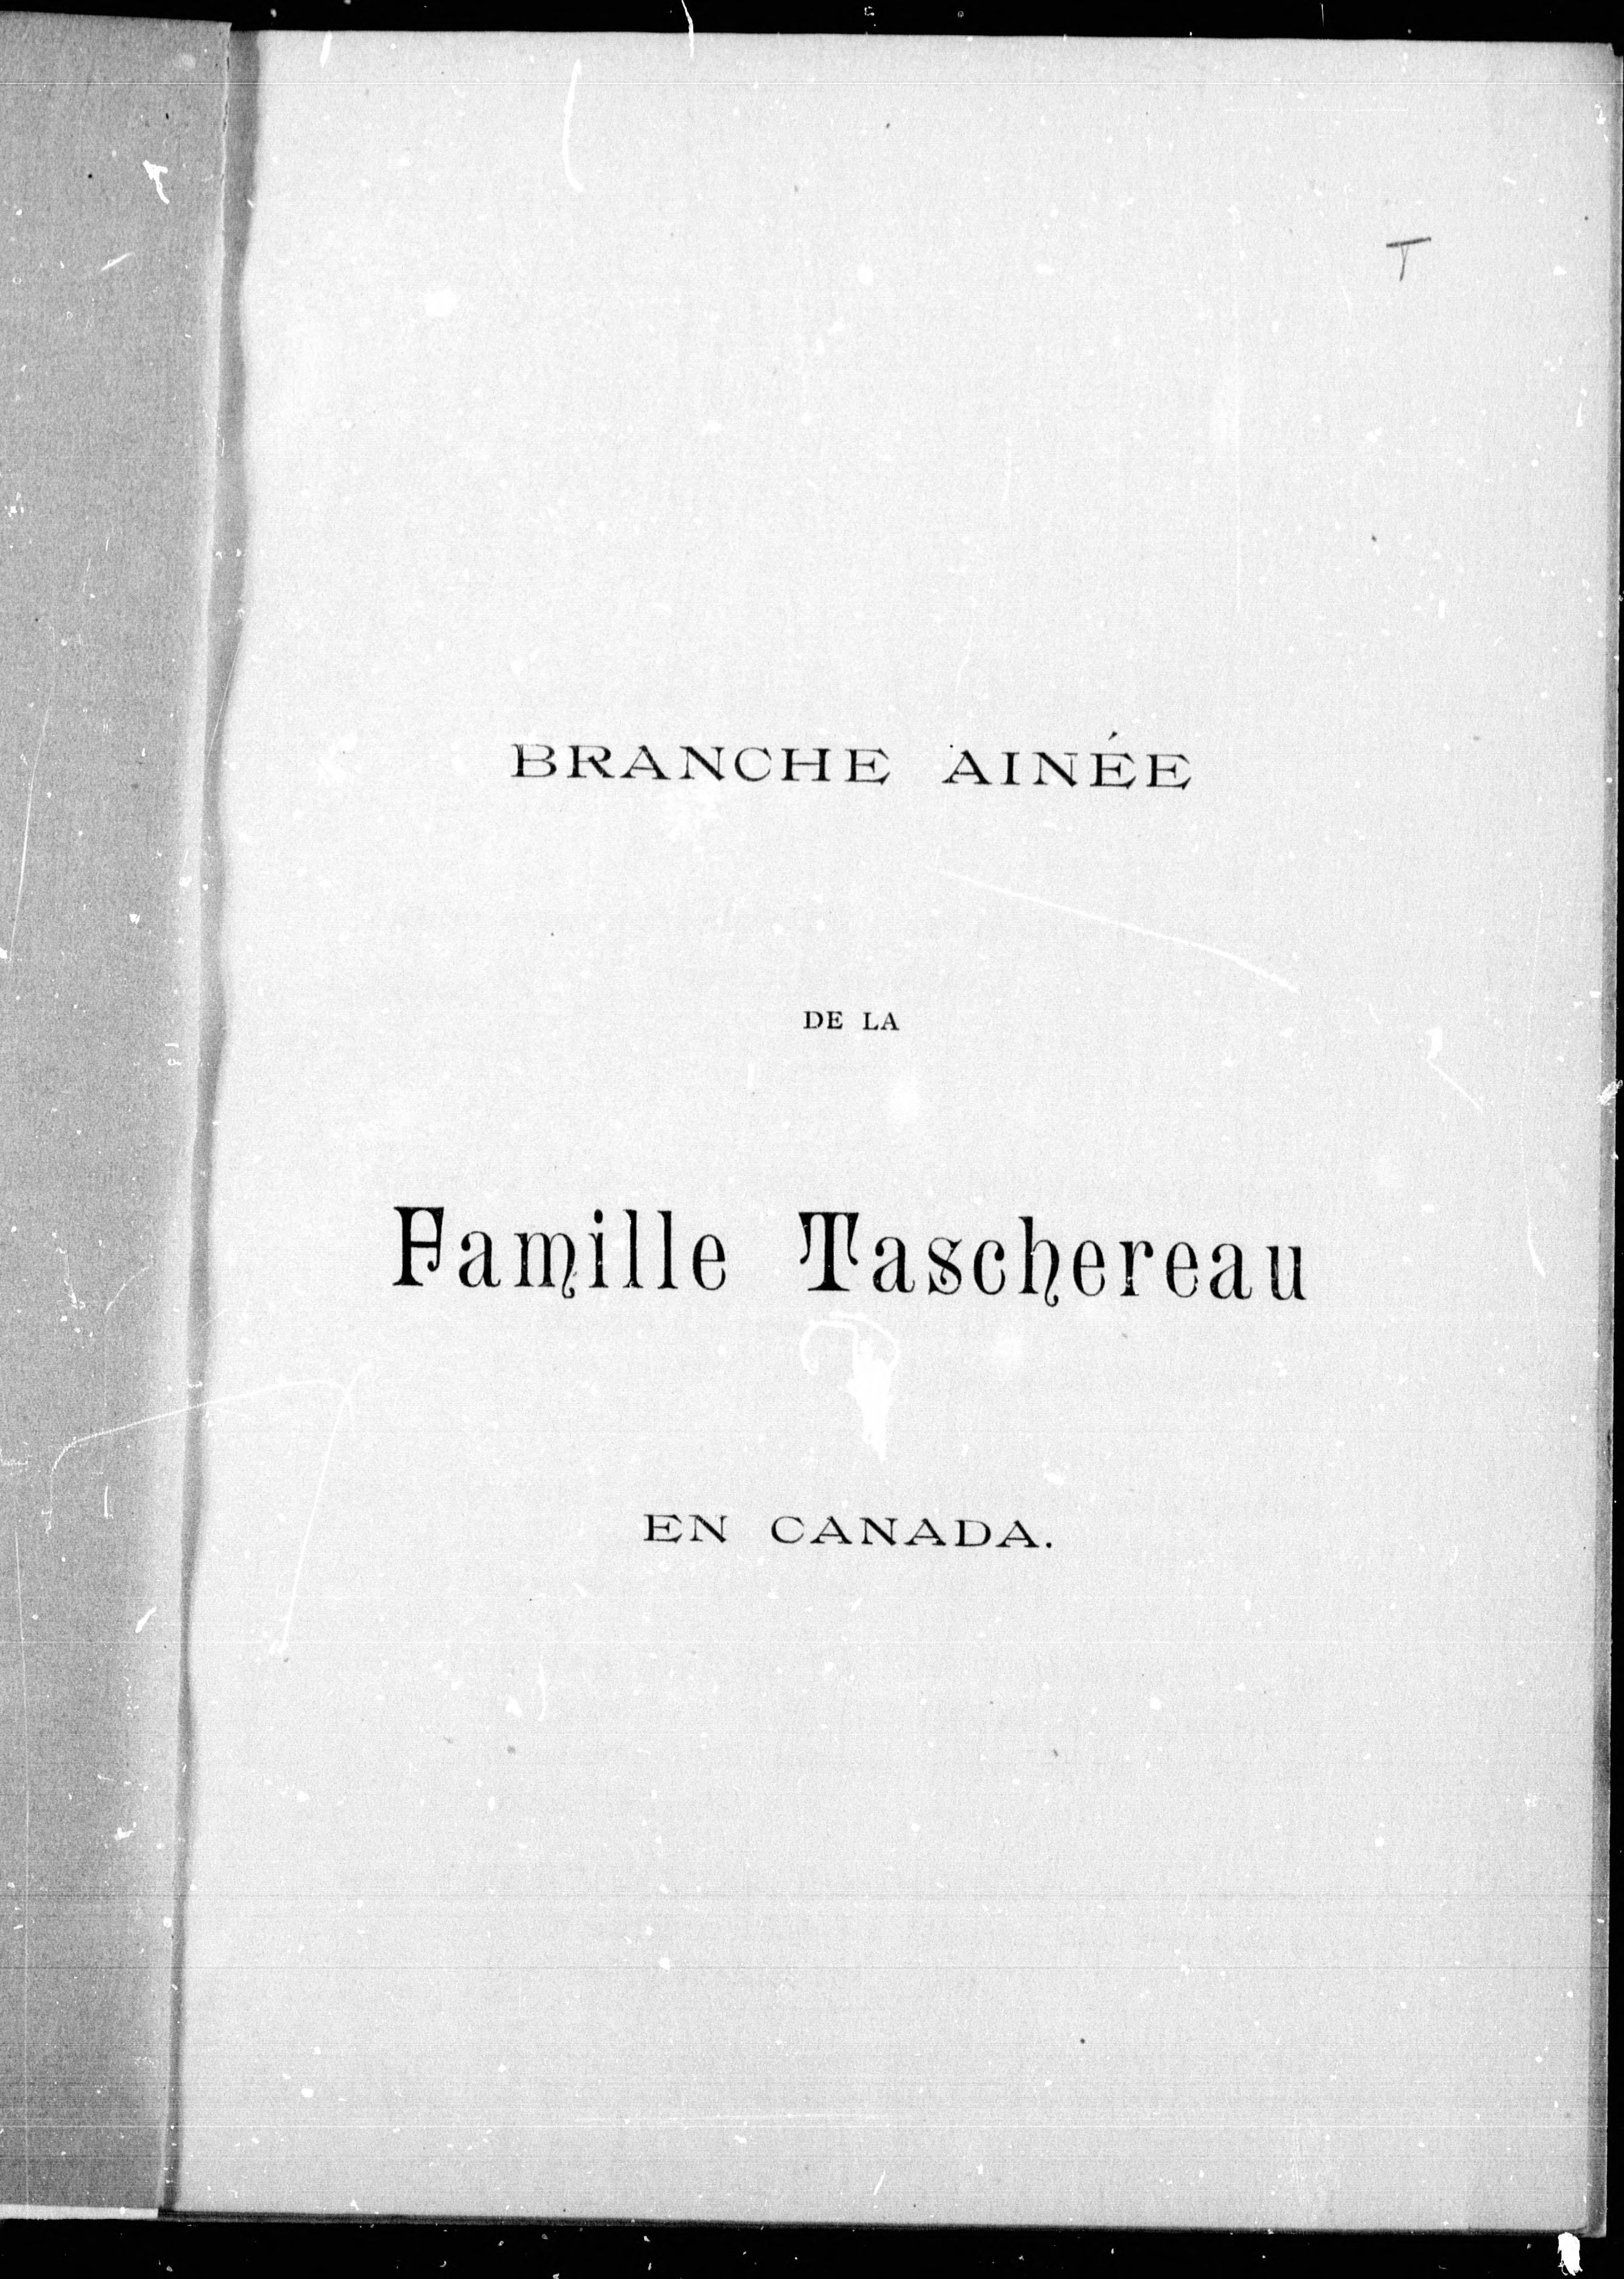 T
BRANCHE AINÉE
DE LA
Famille Taschereau
EN CANADA.